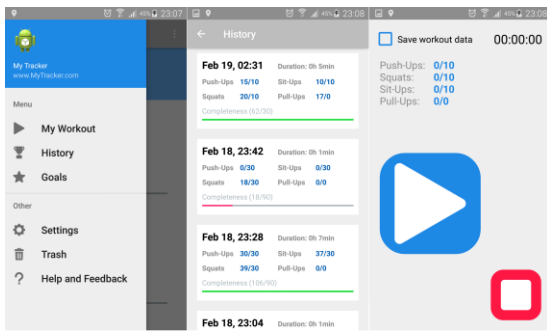 45% 23:07
My Tracker
www.MyTracker.com
Menu
My Workout
History
Goals
Other
Settings
Trash
Help and Feedback
45% 23:08
History
Feb 19, 02:31 Duration: 0h 5min
Push-Ups 15/10 Sit-Ups 10/10
Squats 20/10 Pull-Ups 17/0
Completeness (62/30)
Feb 18, 23:42 Duration: 0h 1min
Push-Ups 0/30 Sit-Ups 0/30
Squats 18/30 Pull-Ups 0/0
Completeness (18/90)
Feb 18, 23:28 Duration: 0h 7min
Push-Ups 30/30 Sit-Ups 37/30
Squats 39/30 Pull-Ups 0/0
Completeness (106/90)
Feb 18, 23:04 Duration: 0h 1min
45% 23:08
Save workout data 00:00:00
Push-Ups: 0/10
Squats: 0/10
Sit-Ups: 0/10
Pull-Ups: 0/0